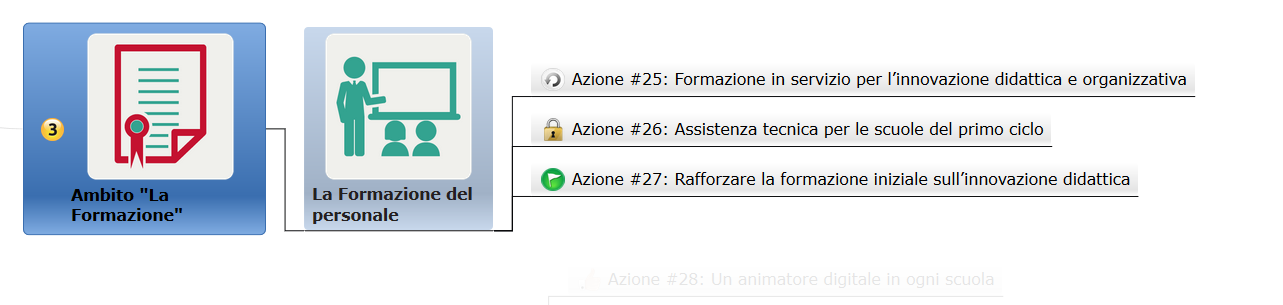 3
Ambito "La
Formazione"
La Formazione del
personale
Azione #25: Formazione in servizio per l’innovazione didattica e organizzativa
Azione #26: Assistenza tecnica per le scuole del primo ciclo
Azione #27: Rafforzare la formazione iniziale sull’innovazione didattica
Azione #28: Un animatore digitale in ogni scuola